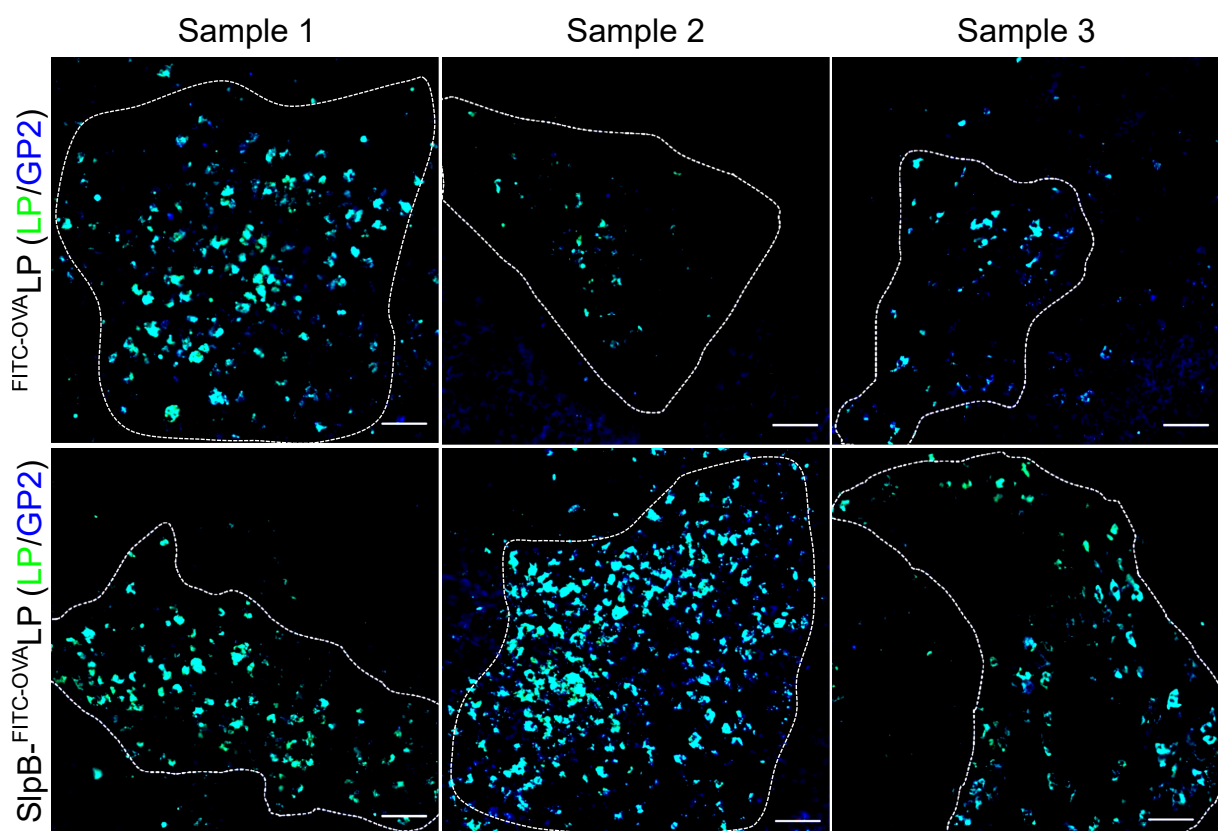 Sample 1
Sample 2
Sample 3
FITC-OVALP (LP/GP2)
SlpB-FITC-OVALP (LP/GP2)